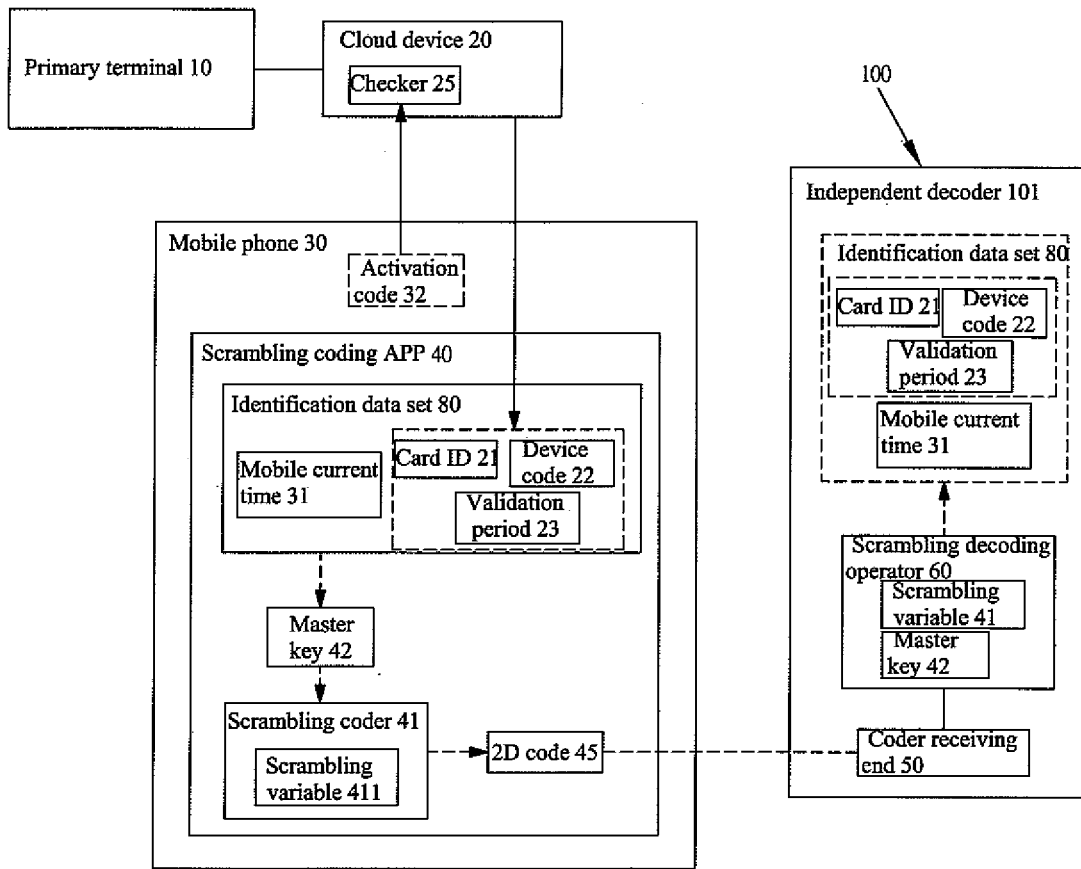 Primary terminal 10
Cloud device 20
Checker 25
100
Mobile phone 30
Activation
code 32
Scrambling coding APP 40
Identification data set 80
Mobile current
time 31
Card ID 21
Device
code 22
Validation
period 23
Master
key 42
Scrambling coder 41
Scrambling
variable 411
2D code 45
Independent decoder 101
Identification data set 80
Card ID 21
Device
code 22
Validation
period 23
Mobile current
time 31
Scrambling decoding
operator 60
Scrambling
variable 41
Master
key 42
Coder receiving
end 50